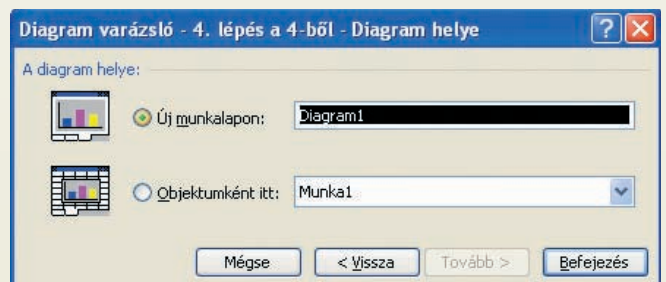 Diagram varázsló - 4. lépés a 4-ből - Diagram helye
A diagram helye:
Új munkalapon: Diagram1
Objektumként itt: Munka1
Mégse < Vissza Tovább > Befejezés